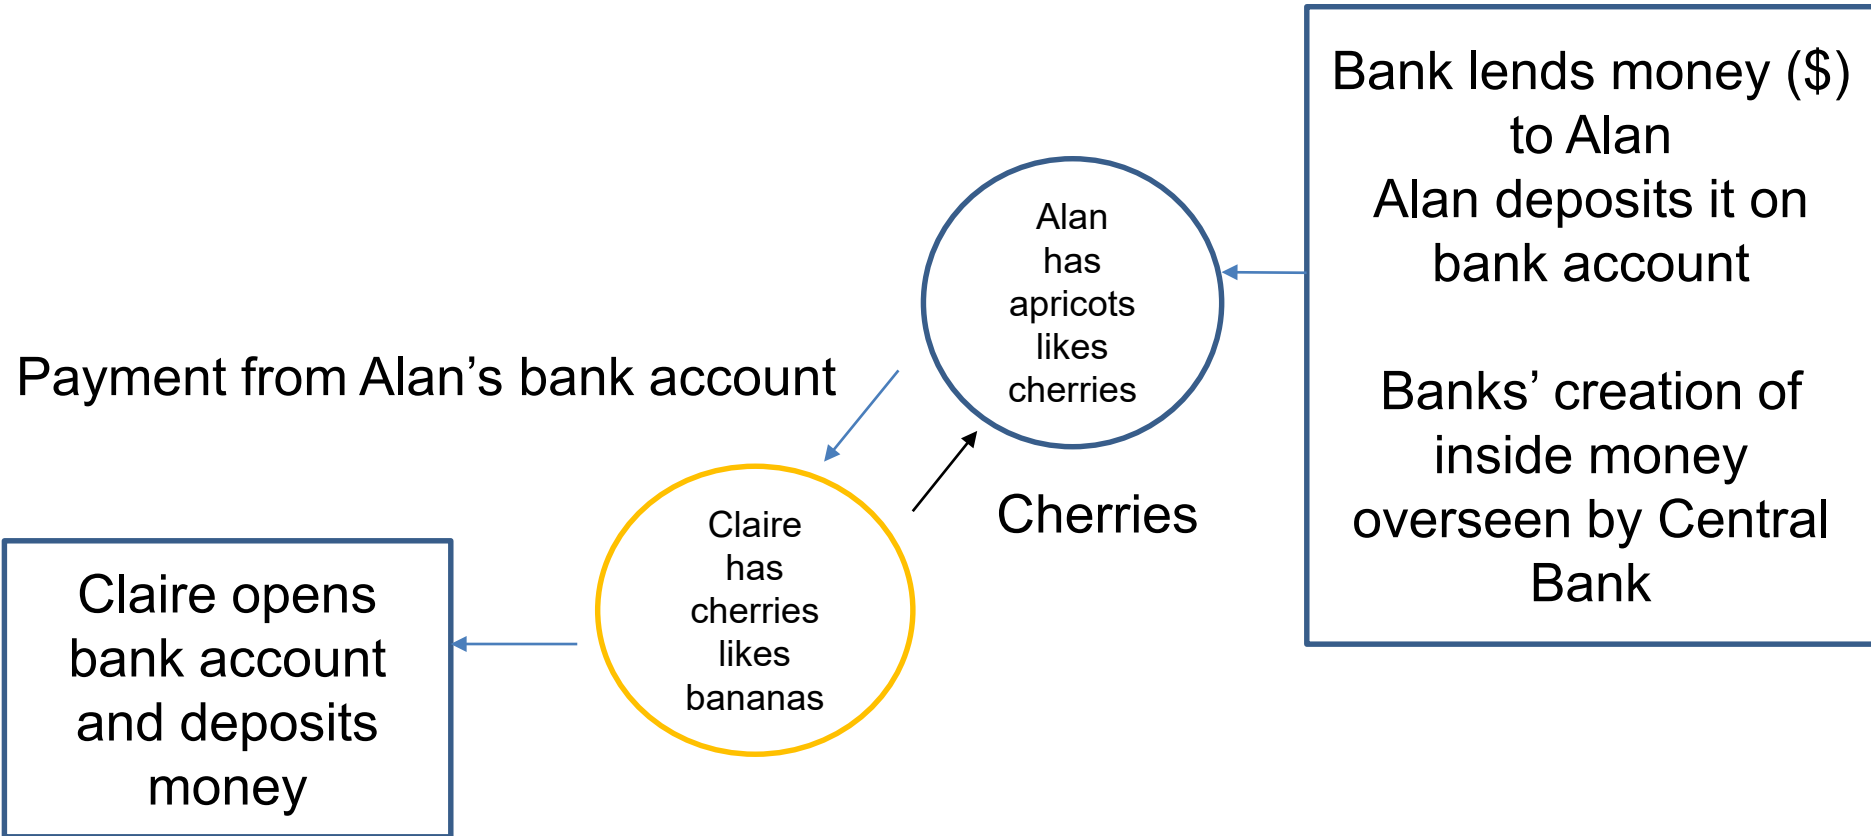 Bank lends money ($)
to Alan
Alan deposits it on
bank account
Banks’ creation of
inside money
overseen by Central
Bank
Alan
has
apricots
likes
cherries
Payment from Alan’s bank account
Cherries
Claire
has
cherries
likes
bananas
Claire opens
bank account
and deposits
money